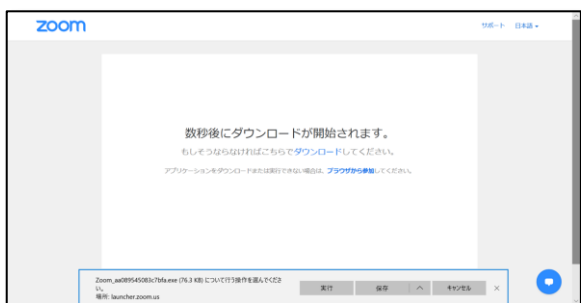 zoom
サポート 日本語
数秒後にダウンロードが開始されます。
もしそうならなければこちらでダウンロードしてください。
アプリケーションをダウンロードまたは実行できない場合は、ブラウザから参加してください。
Zoom_aa089545083c7bfa.exe (76.3 KB) について行う操作を選んでくださ
い。
場所: launcher.zoom.us
実行 保存 キャンセル